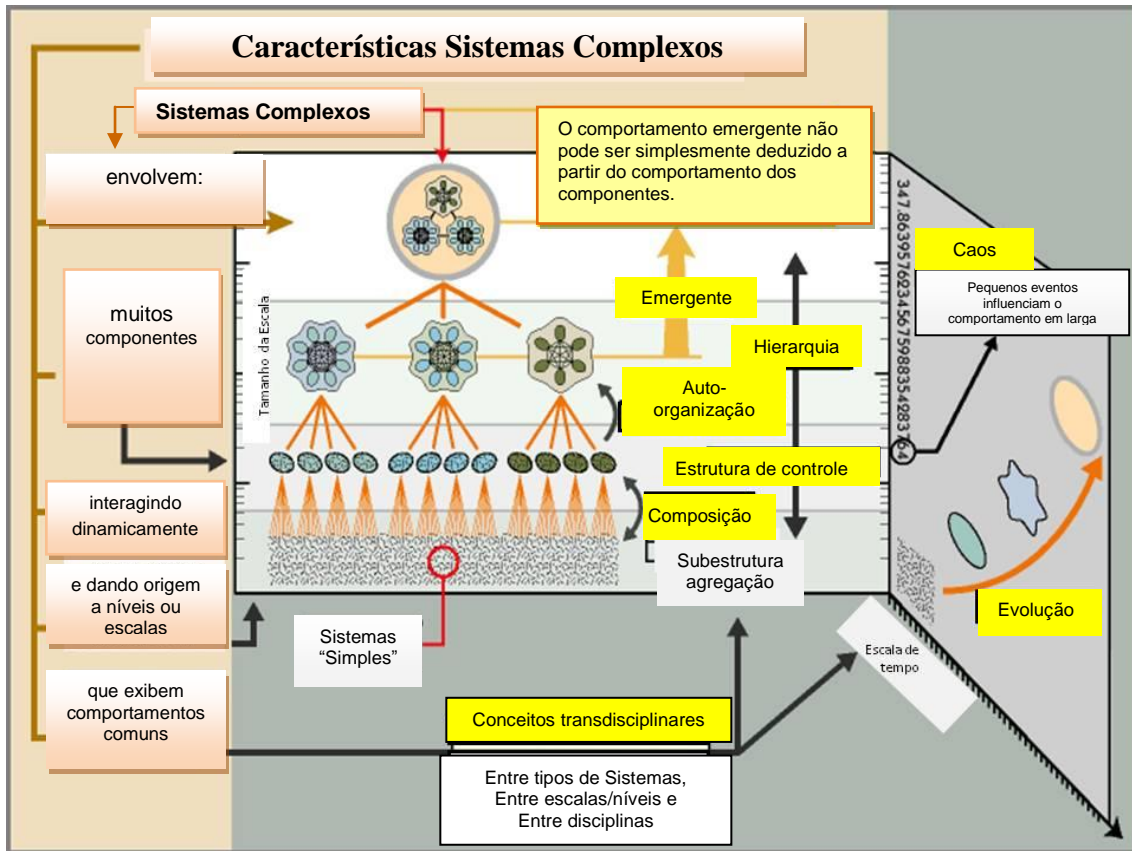 Características Sistemas Complexos
Sistemas Complexos
envolvem:
muitos
componentes
interagindo
dinamicamente
e dando origem
a níveis ou
escalas
que exibem
comportamentos
comuns
O comportamento emergente não
pode ser simplesmente deduzido a
partir do comportamento dos
componentes.
Tamanho da Escala
Emergente
Hierarquia
Auto-
organização
Estrutura de controle
Composição
Subestrutura
agregação
Sistemas
“Simples”
Caos
Pequenos eventos
influenciam o
comportamento em larga
Evolução
Escala de
tempo
Conceitos transdisciplinares
Entre tipos de Sistemas,
Entre escalas/níveis e
Entre disciplinas